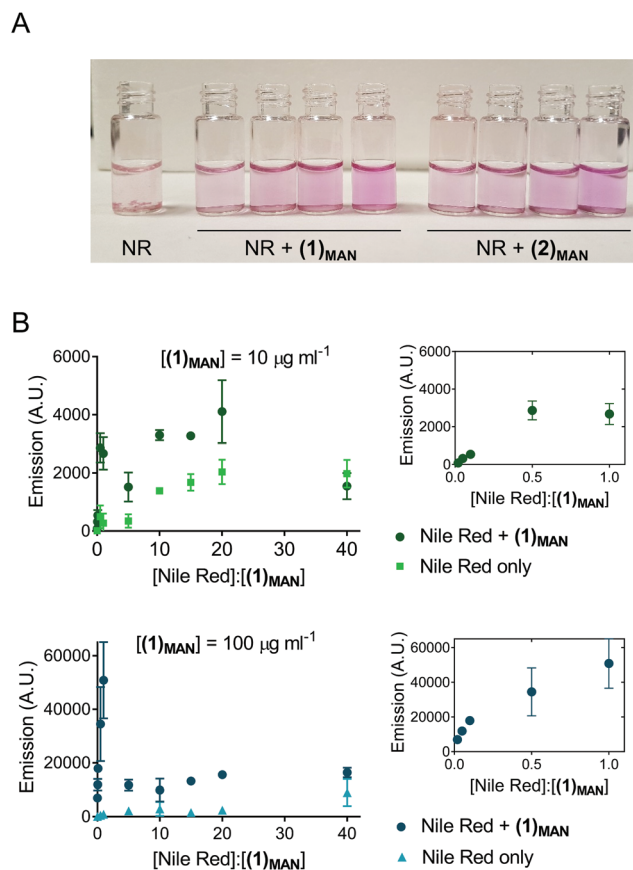 A
NR
NR + (1)MAN
NR + (2)MAN
B
[(1)MAN] = 10 μg ml-1
Emission (A.U.)
6000
4000
2000
0
0 10 20 30 40
[Nile Red]:[(1)MAN]
Emission (A.U.)
6000
4000
2000
0
0.0 0.5 1.0
[Nile Red]:[(1)MAN]
Nile Red + (1)MAN
Nile Red only
[(1)MAN] = 100 μg ml-1
Emission (A.U.)
60000
40000
20000
0
0 10 20 30 40
[Nile Red]:[(1)MAN]
Emission (A.U.)
60000
40000
20000
0
0.0 0.5 1.0
[Nile Red]:[(1)MAN]
Nile Red + (1)MAN
Nile Red only